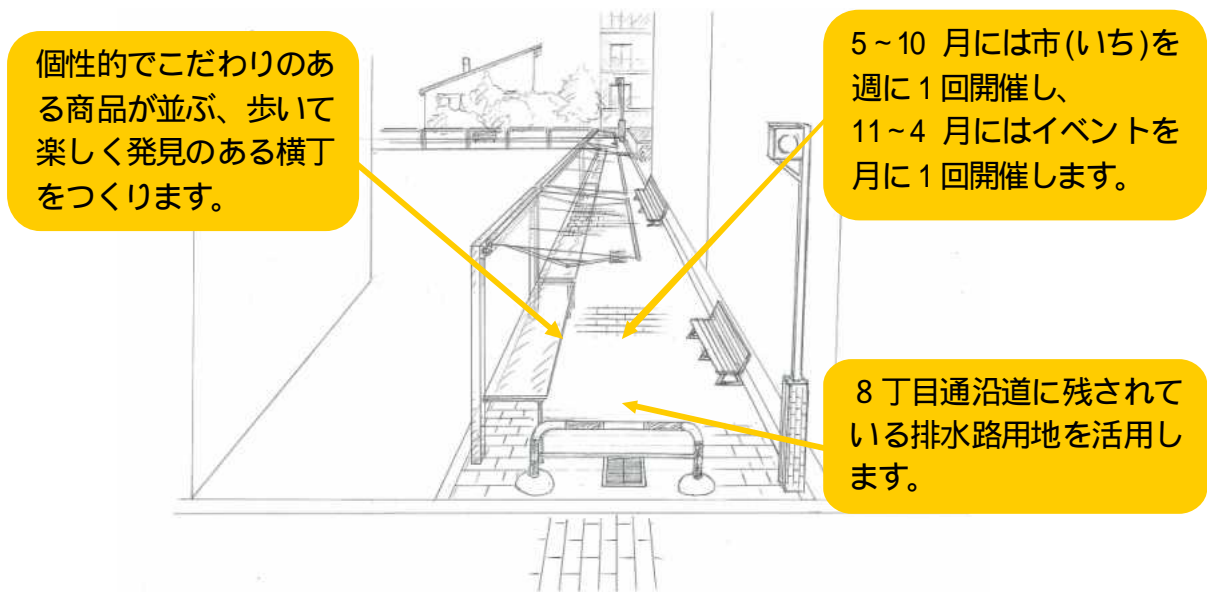 個性的でこだわりのあ
る商品が並ぶ、歩いて
楽しく発見のある横丁
をつくります。
5~10 月には市(いち)を
週に1回開催し、
11~4 月にはイベントを
月に1回開催します。
8丁目通沿道に残されて
いる排水路用地を活用し
ます。